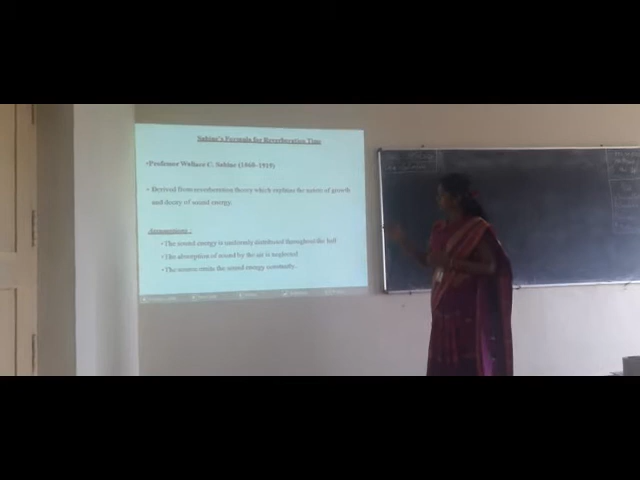 Sabine's Formula for Reverberation Time
•Professor Wallace C. Sabine (1868-1919)
• Derived from reverberation theory which explains the nature of growth
and decay of sound energy.
Assumptions :
•The sound energy is uniformly distributed throughout the hall
•The absorption of sound by the air is neglected
•The source emits the sound energy constantly.